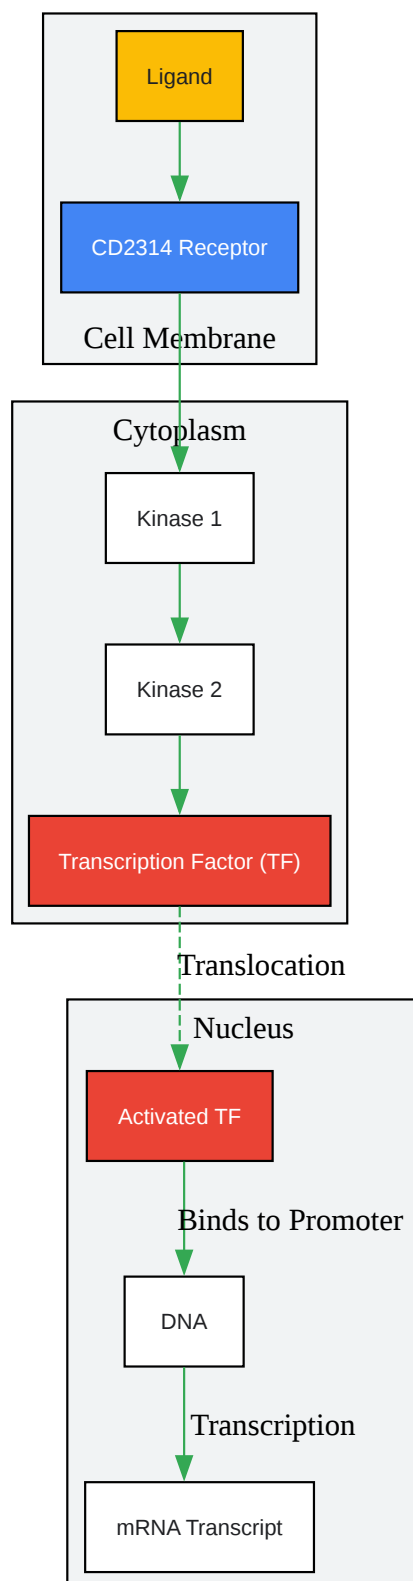 Ligand
CD2314 Receptor
Cell Membrane
Cytoplasm
Kinase 1
Kinase 2
Transcription Factor (TF)
Translocation
Nucleus
Activated TF
Binds to Promoter
DNA
Transcription
mRNA Transcript